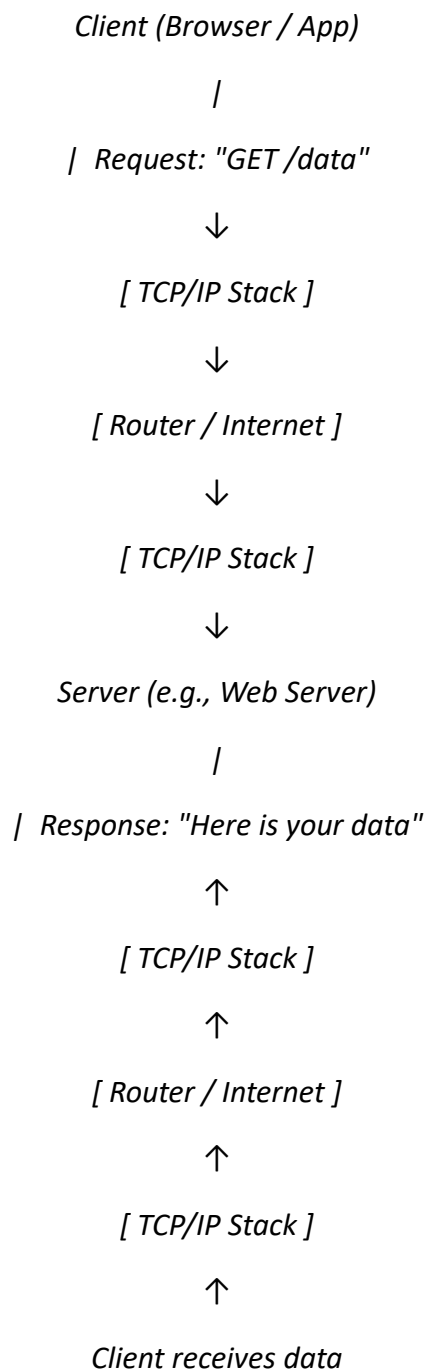 Client (Browser / App)
|
| Request: "GET /data"
↓
[ TCP/IP Stack ]
↓
[ Router / Internet ]
↓
[ TCP/IP Stack ]
↓
Server (e.g., Web Server)
|
| Response: "Here is your data"
↑
[ TCP/IP Stack ]
↑
[ Router / Internet ]
↑
[ TCP/IP Stack ]
↑
Client receives data